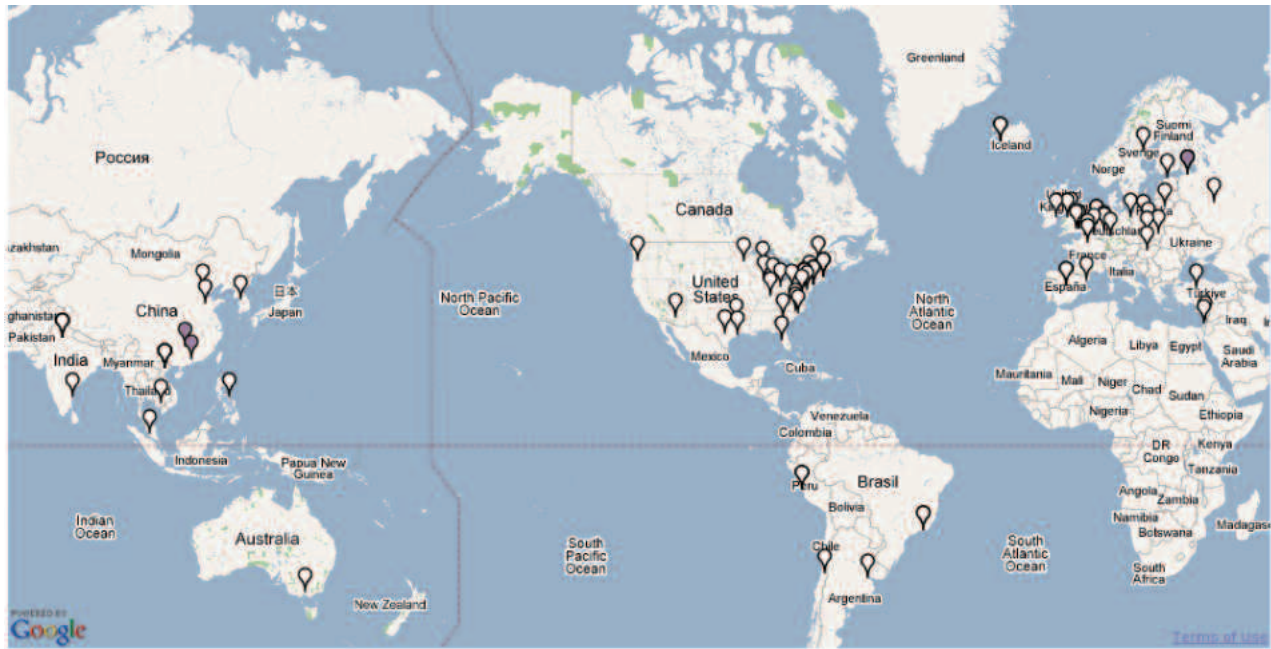 Greenland
Iceland
Suomi
Finland
Sverige
Norge
Россия
United
Canada
Deutschland
Ukraine
azakhstan
Mongolia
France
Italia
United
States
España
Türkiye
日本
Japan
China
North Pacific
Ocean
North
Atlantic
Ocean
Iraq
ghanistan
Pakistan
Algeria
Libya
Egypt
Saudi
Arabia
India
Myanmar
Mexico
Cuba
Mauritania
Mali
Niger
Chad
Sudan
Thailand
Nigeria
Ethiopia
Venezuela
Colombia
DR
Congo
Kenya
Indonesia
Papua New
Guinea
Tanzania
Peru
Brasil
Angola
Zambia
Bolivia
Namibia
Botswana
Madagasc
Indian
Ocean
Australia
South
Pacific
Ocean
Chile
South
Atlantic
Ocean
South
Africa
New Zealand
Argentina
POWERED BY
Google
Terms of Use